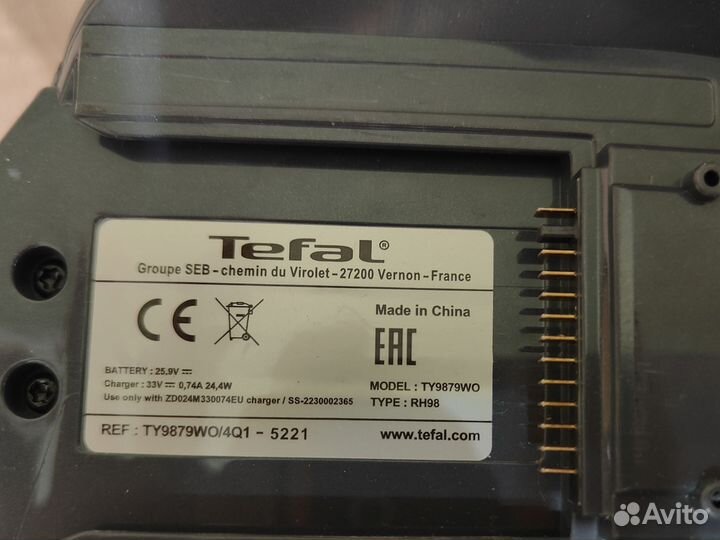 Tefal®
Groupe SEB - chemin du Virolet - 27200 Vernon - France
CE
Made in China
EAC
BATTERY : 25.9V ⎓
Charger : 33V ⎓ 0,74A 24,4W
Use only with ZD024M330074EU charger / SS-2230002365
MODEL : TY9879WO
TYPE : RH98
REF : TY9879WO/4Q1 - 5221
www.tefal.com
Avito